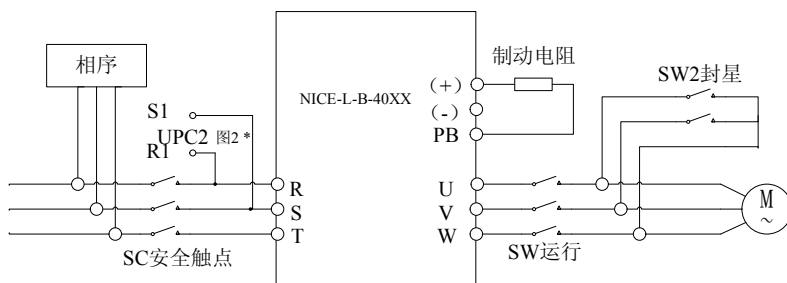 相序
S1
UPC2 图2 *
R1
R
S
T
SC安全触点
NICE-L-B-40XX
(+)
(-)
PB
制动电阻
U
V
W
SW运行
SW2封星
M
~